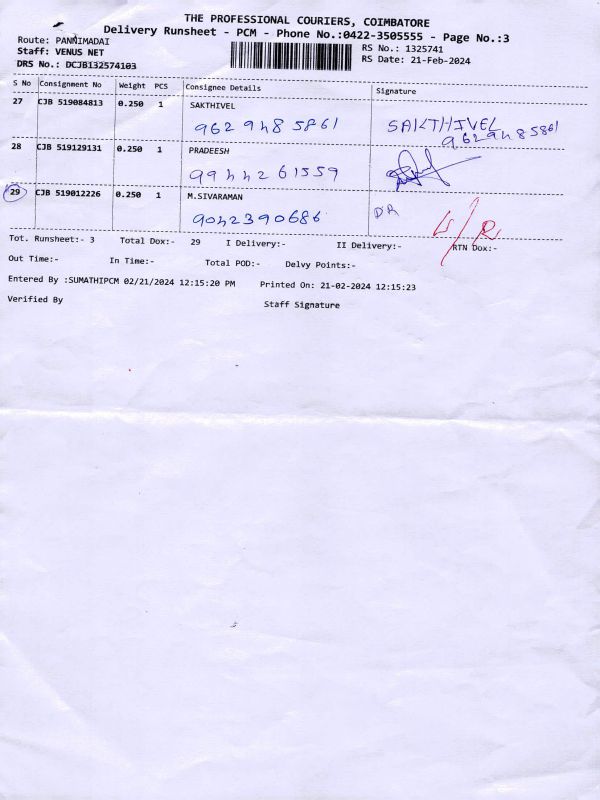 THE PROFESSIONAL COURIERS, COIMBATORE
Delivery Runsheet - PCM - Phone No.:0422-3505555 - Page No.:3
Route: PANNIMADAI
Staff: VENUS NET
DRS No.: DCJB132574103
RS No.: 1325741
RS Date: 21-Feb-2024
S No Consignment No Weight PCS Consignee Details Signature
27 CJB 519084813 0.250 1 SAKTHIVEL
9629485861 SAKTHIVEL
9629485861
28 CJB 519129131 0.250 1 PRADEESH
9944261559
29 CJB 519012226 0.250 1 M.SIVARAMAN
9042390686
Tot. Runsheet:- 3 Total Dox:- 29 I Delivery:- II Delivery:- RTN Dox:-
Out Time:- In Time:- Total POD:- Delvy Points:-
Entered By :SUMATHIPCM 02/21/2024 12:15:20 PM Printed On: 21-02-2024 12:15:23
Verified By Staff Signature